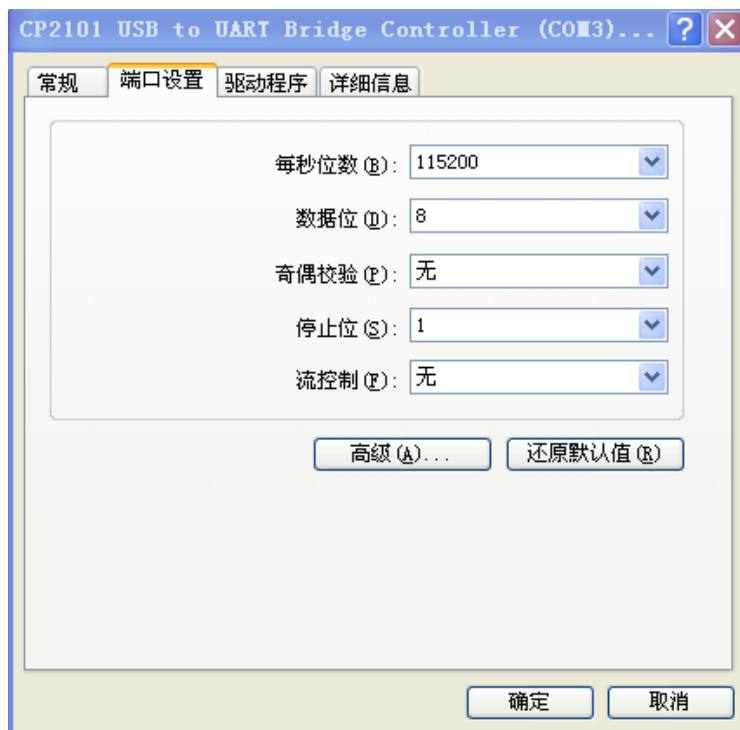 CP2101 USB to UART Bridge Controller (COM3)...
常规 端口设置 驱动程序 详细信息
每秒位数(B): 115200
数据位(D): 8
奇偶校验(P): 无
停止位(S): 1
流控制(F): 无
高级(A)... 还原默认值(R)
确定 取消